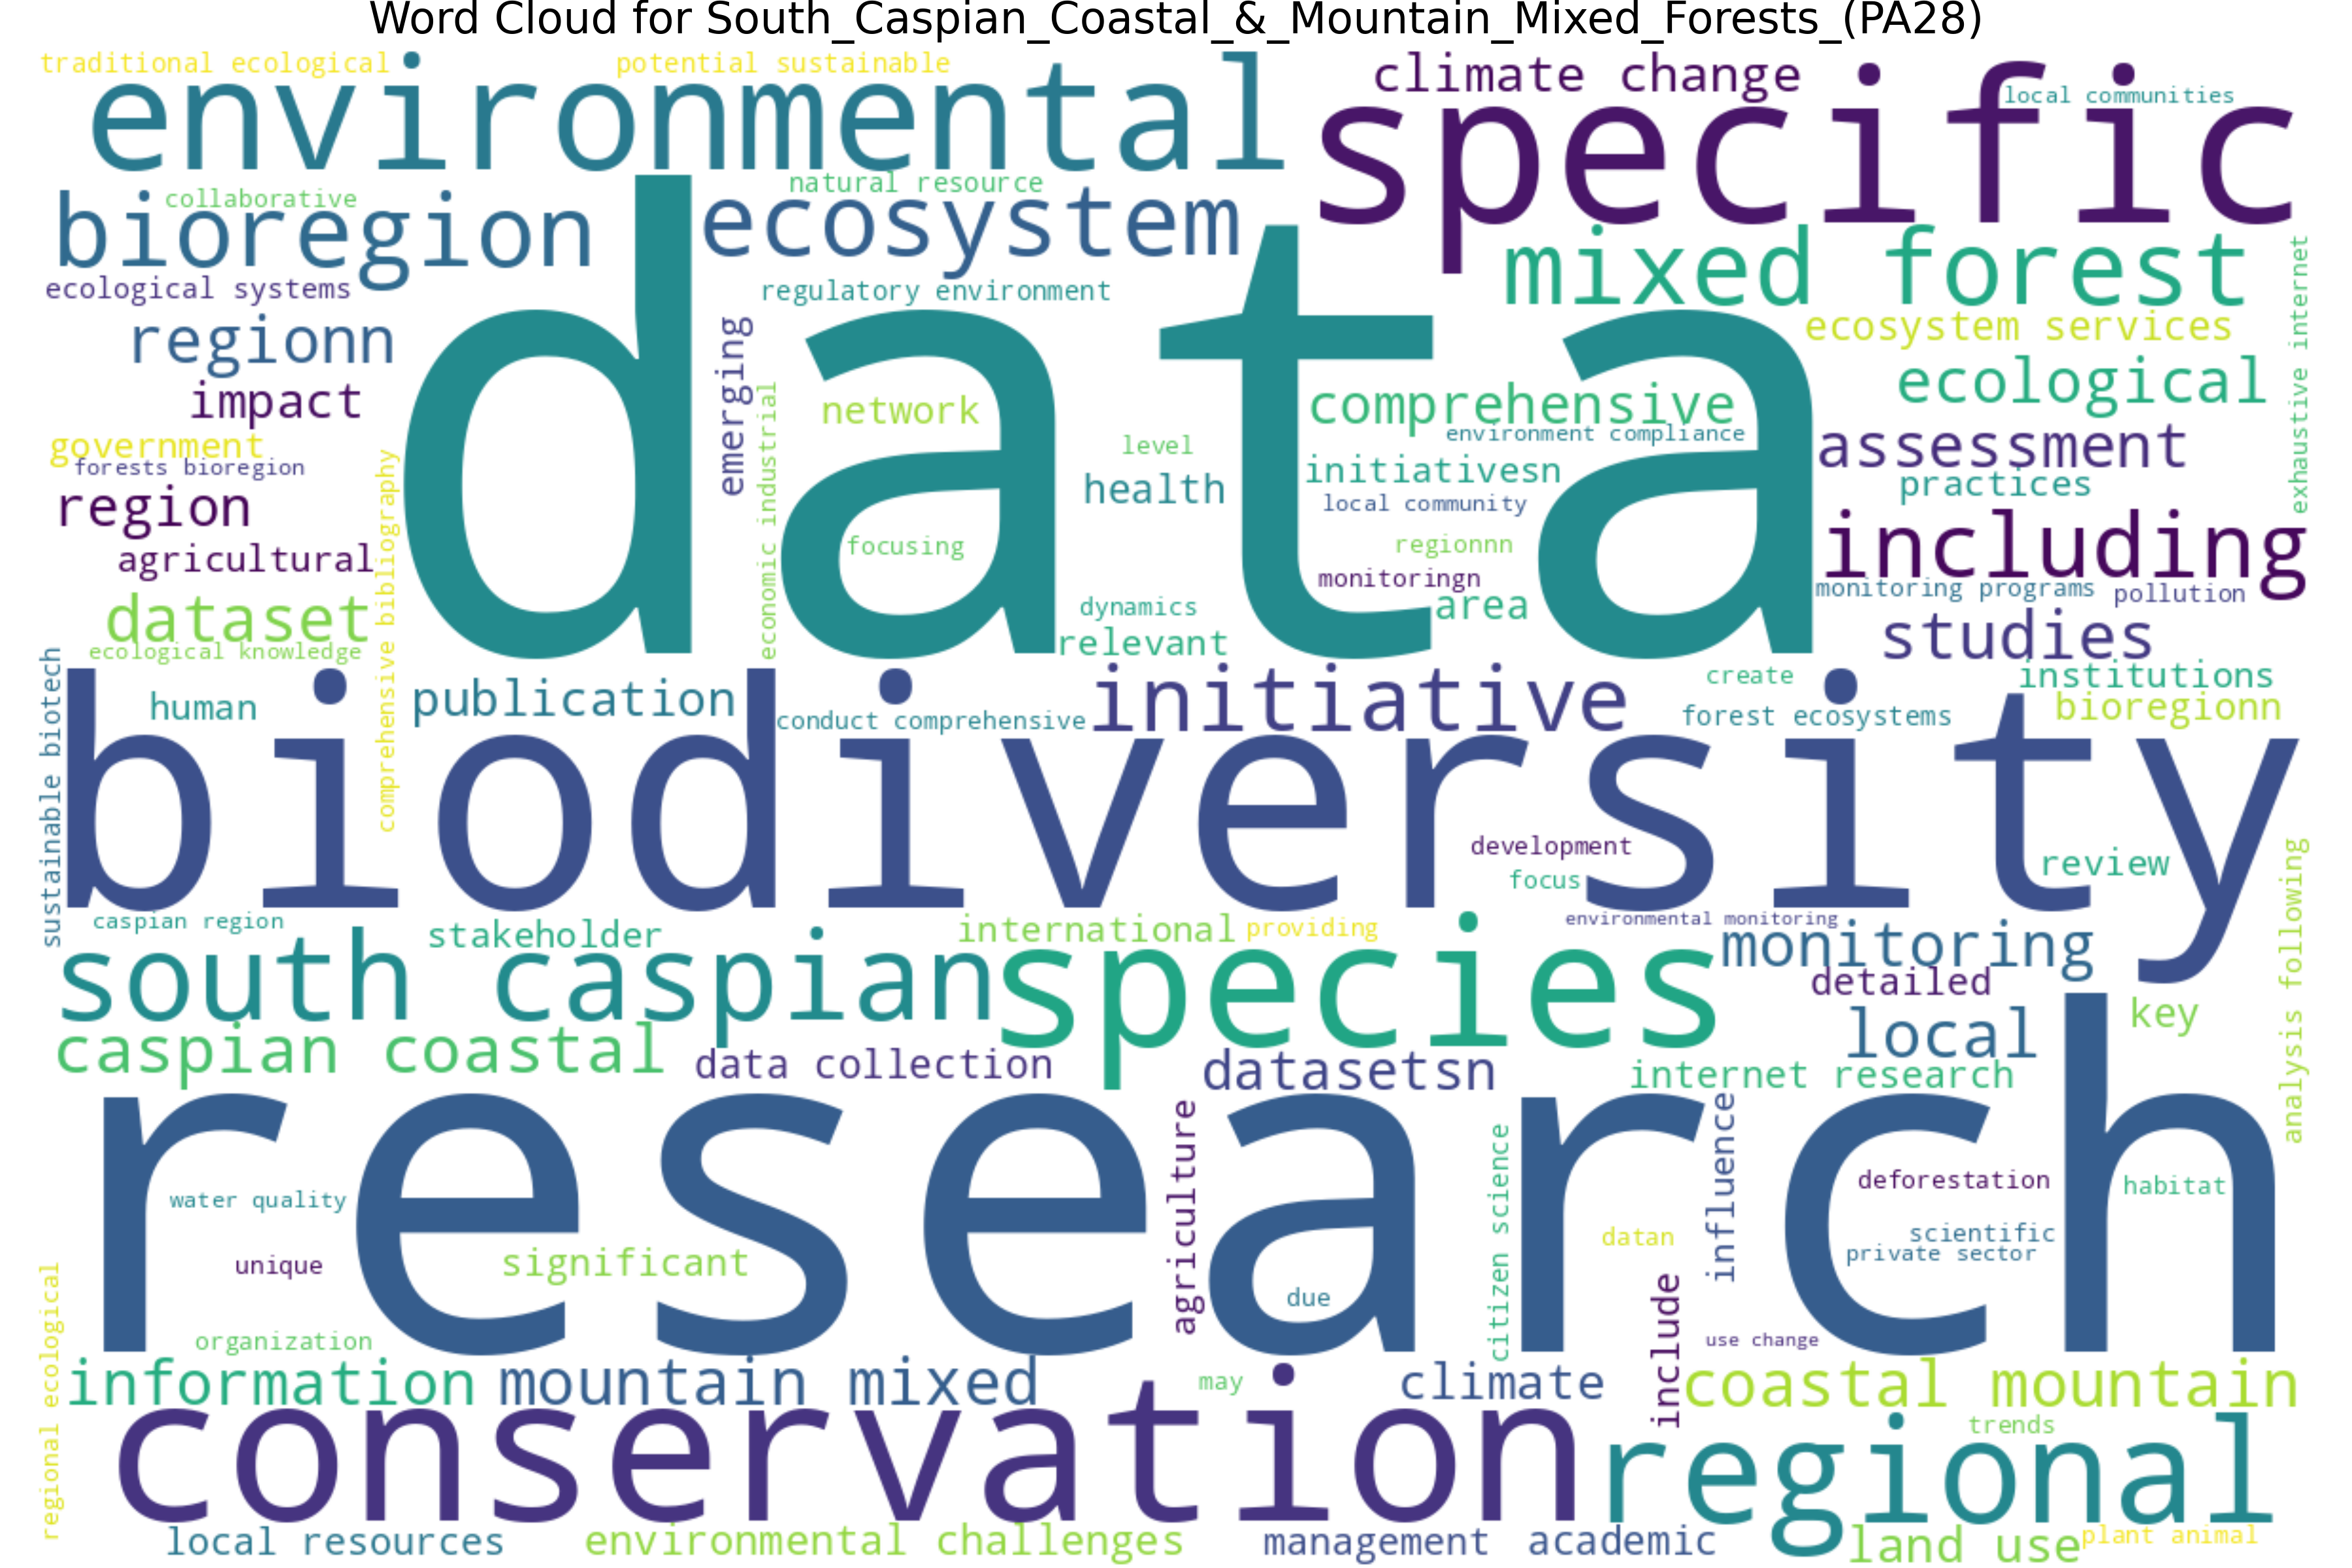 Word Cloud for South_Caspian_Coastal_&_Mountain_Mixed_Forests_(PA28)
traditional ecological
potential sustainable
environmental
climate change
specific
local communities
collaborative
bioregion
natural resource
ecosystem
mixed forest
ecological systems
regulatory environment
exhaustive internet
regionn
data
emerging
ecosystem services
impact
economic industrial
network
comprehensive
ecological
government
forests bioregion
comprehensive bibliography
level
environment compliance
assessment
region
health
initiativesn
practices
local community
agricultural
focusing
regionnn
monitoringn
including
dataset
dynamics
area
monitoring programs
pollution
ecological knowledge
relevant
studies
sustainable biotech
human
publication
conduct comprehensive
initiative
create
institutions
forest ecosystems
bioregionn
biodiversity
development
focus
review
analysis following
caspian region
stakeholder
international
providing
environmental monitoring
south caspian
species
monitoring
detailed
caspian coastal
data collection
datasetsn
local
key
internet research
research
agriculture
citizen science
influence
deforestation
habitat
water quality
unique
significant
due
datan
scientific
private sector
include
use change
regional ecological
organization
information
mountain mixed
may
climate
coastal mountain
conservation
trends
regional
local resources
environmental challenges
management
academic
land use
plant animal